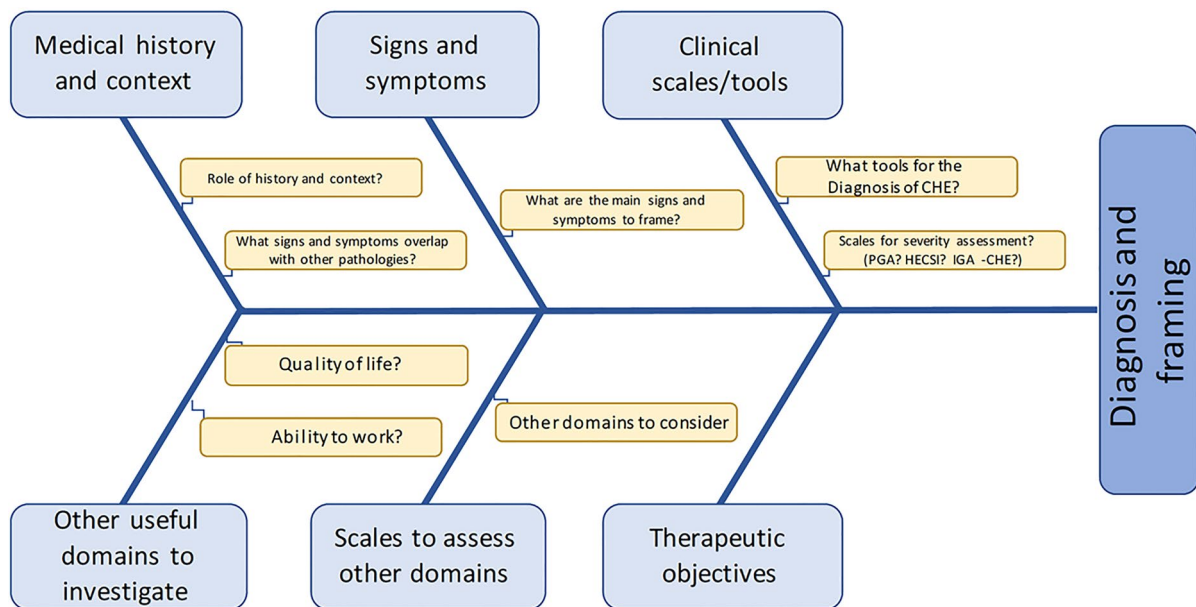 Medical history
and context
Signs and
symptoms
Clinical
scales/tools
Role of history and context?
What signs and symptoms overlap
with other pathologies?
What are the main signs and
symptoms to frame?
What tools for the
Diagnosis of CHE?
Scales for severity assessment?
(PGA? HECSI? IGA -CHE?)
Quality of life?
Ability to work?
Other domains to consider
Other useful
domains to
investigate
Scales to assess
other domains
Therapeutic
objectives
Diagnosis and
framing